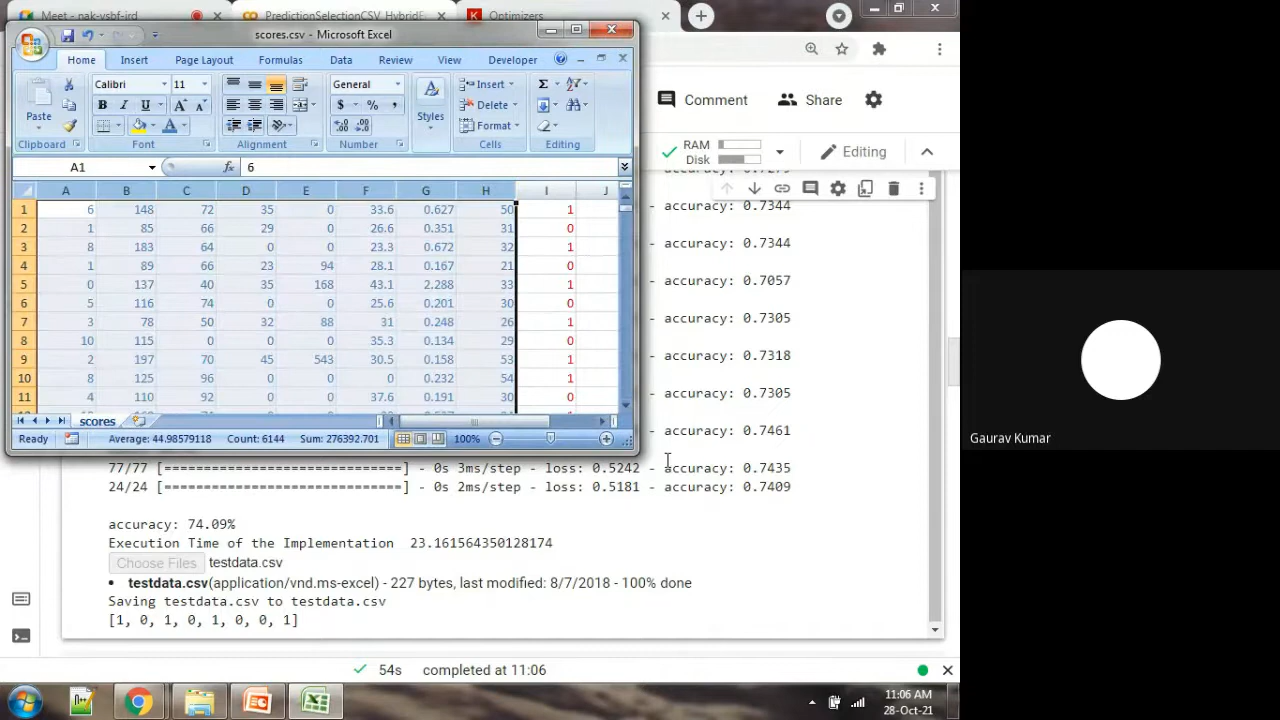 Meet - nak-vsbf-ird
PredictionSelectionCSV_HybridE
Optimizers
scores.csv - Microsoft Excel
Home Insert Page Layout Formulas Data Review View Developer
Calibri 11 General Insert
Paste B I U $ % , Styles Delete
Format
Clipboard Font Alignment Number Cells Editing
A1 fx 6
A B C D E F G H I J
1 6 148 72 35 0 33.6 0.627 50 1
2 1 85 66 29 0 26.6 0.351 31 0
3 8 183 64 0 0 23.3 0.672 32 1
4 1 89 66 23 94 28.1 0.167 21 0
5 0 137 40 35 168 43.1 2.288 33 1
6 5 116 74 0 0 25.6 0.201 30 0
7 3 78 50 32 88 31 0.248 26 1
8 10 115 0 0 0 35.3 0.134 29 0
9 2 197 70 45 543 30.5 0.158 53 1
10 8 125 96 0 0 0 0.232 54 1
11 4 110 92 0 0 37.6 0.191 30 0
scores
Ready Average: 44.98579118 Count: 6144 Sum: 276392.701 100%
Comment Share
RAM
Disk
Editing
- accuracy: 0.7344
- accuracy: 0.7344
- accuracy: 0.7057
- accuracy: 0.7305
- accuracy: 0.7318
- accuracy: 0.7305
- accuracy: 0.7461
77/77 [==============================] - 0s 3ms/step - loss: 0.5242 - accuracy: 0.7435
24/24 [==============================] - 0s 2ms/step - loss: 0.5181 - accuracy: 0.7409
accuracy: 74.09%
Execution Time of the Implementation 23.161564350128174
Choose Files testdata.csv
• testdata.csv(application/vnd.ms-excel) - 227 bytes, last modified: 8/7/2018 - 100% done
Saving testdata.csv to testdata.csv
[1, 0, 1, 0, 1, 0, 0, 1]
54s completed at 11:06
11:06 AM
28-Oct-21
Gaurav Kumar